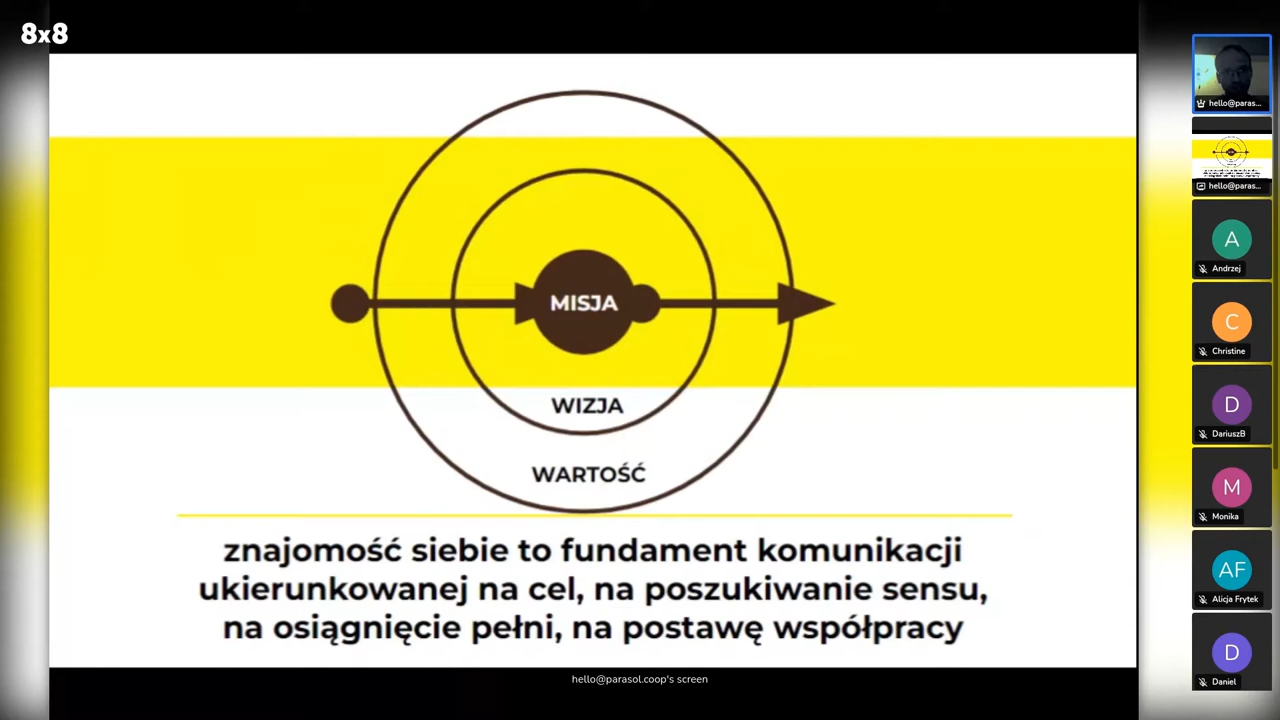 8x8
MISJA
WIZJA
WARTOŚĆ
znajomość siebie to fundament komunikacji
ukierunkowanej na cel, na poszukiwanie sensu,
na osiągnięcie pełni, na postawę współpracy
hello@parasol.coop's screen
hello@paras...
hello@paras...
A
Andrzej
C
Christine
D
DariuszB
M
Monika
AF
Alicja Frytek
D
Daniel